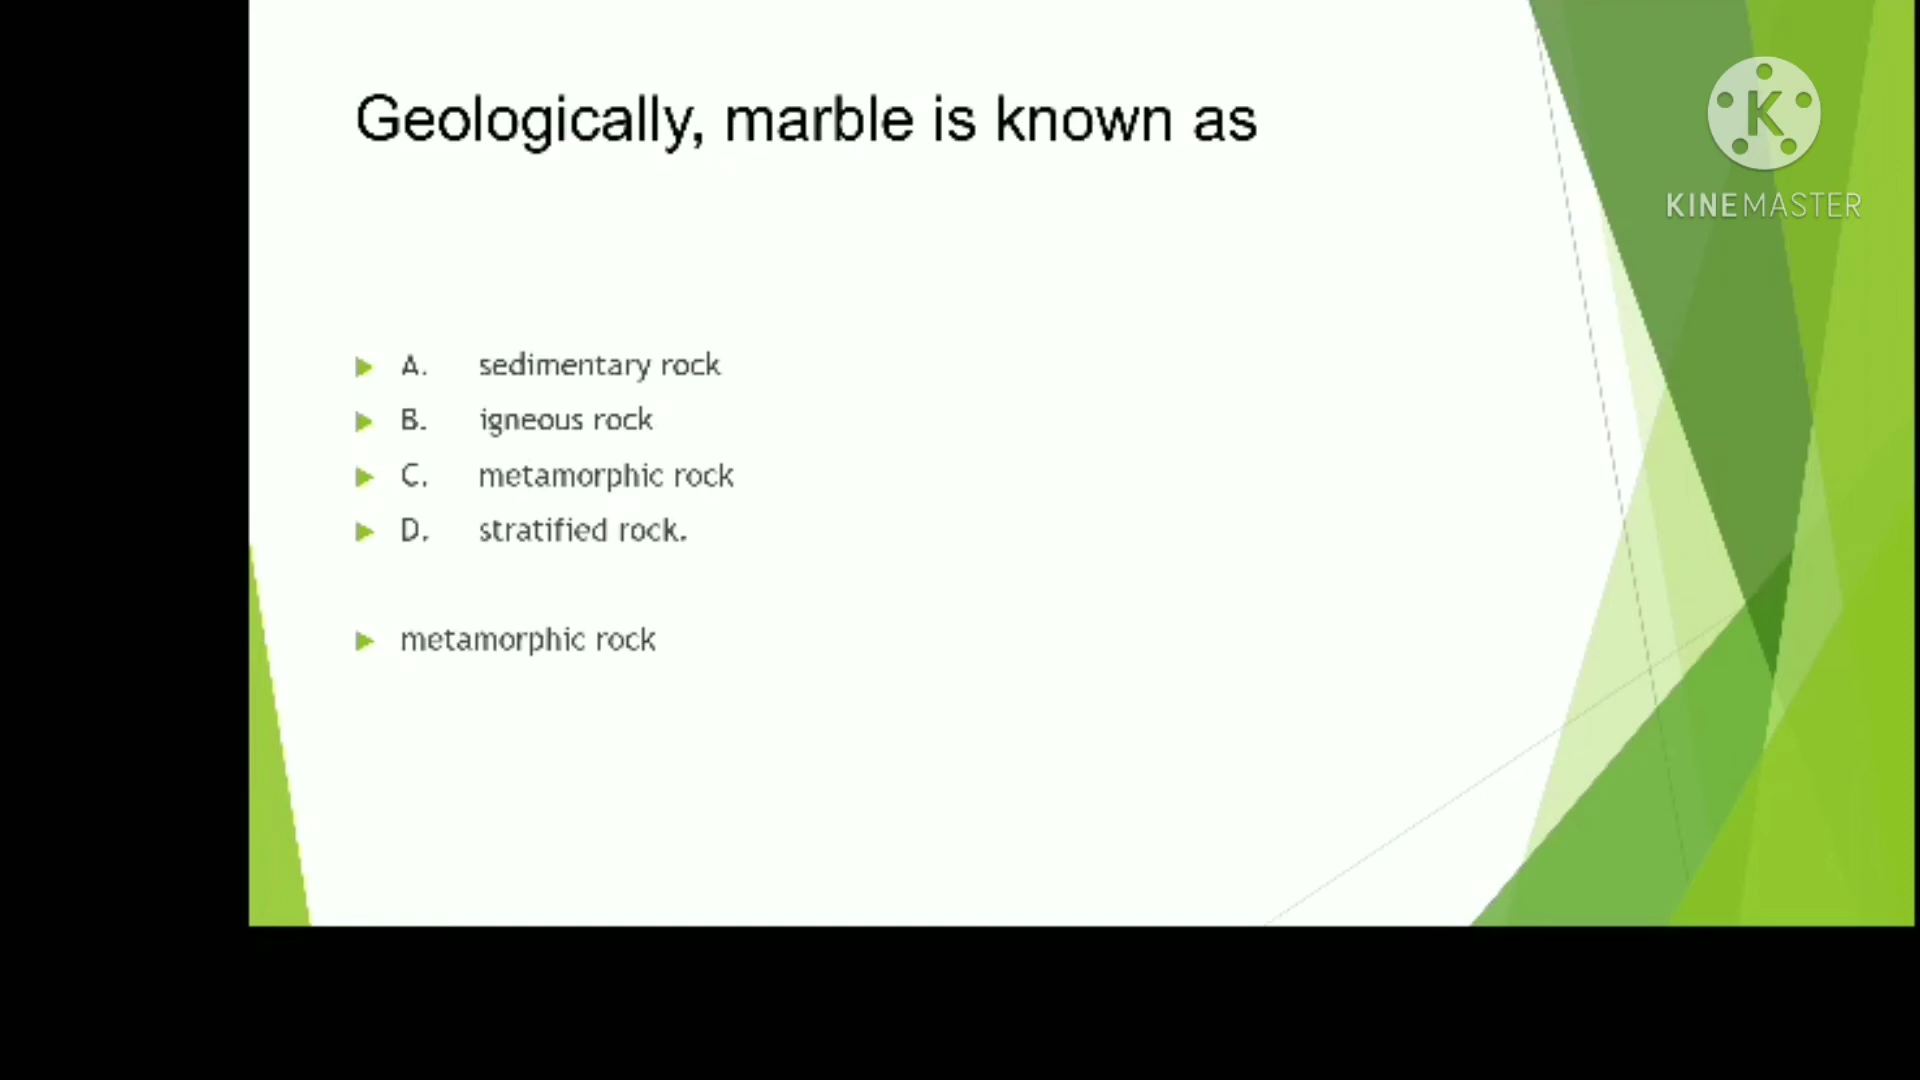 Geologically, marble is known as
K
KINEMASTER
A. sedimentary rock
B. igneous rock
C. metamorphic rock
D. stratified rock.
metamorphic rock